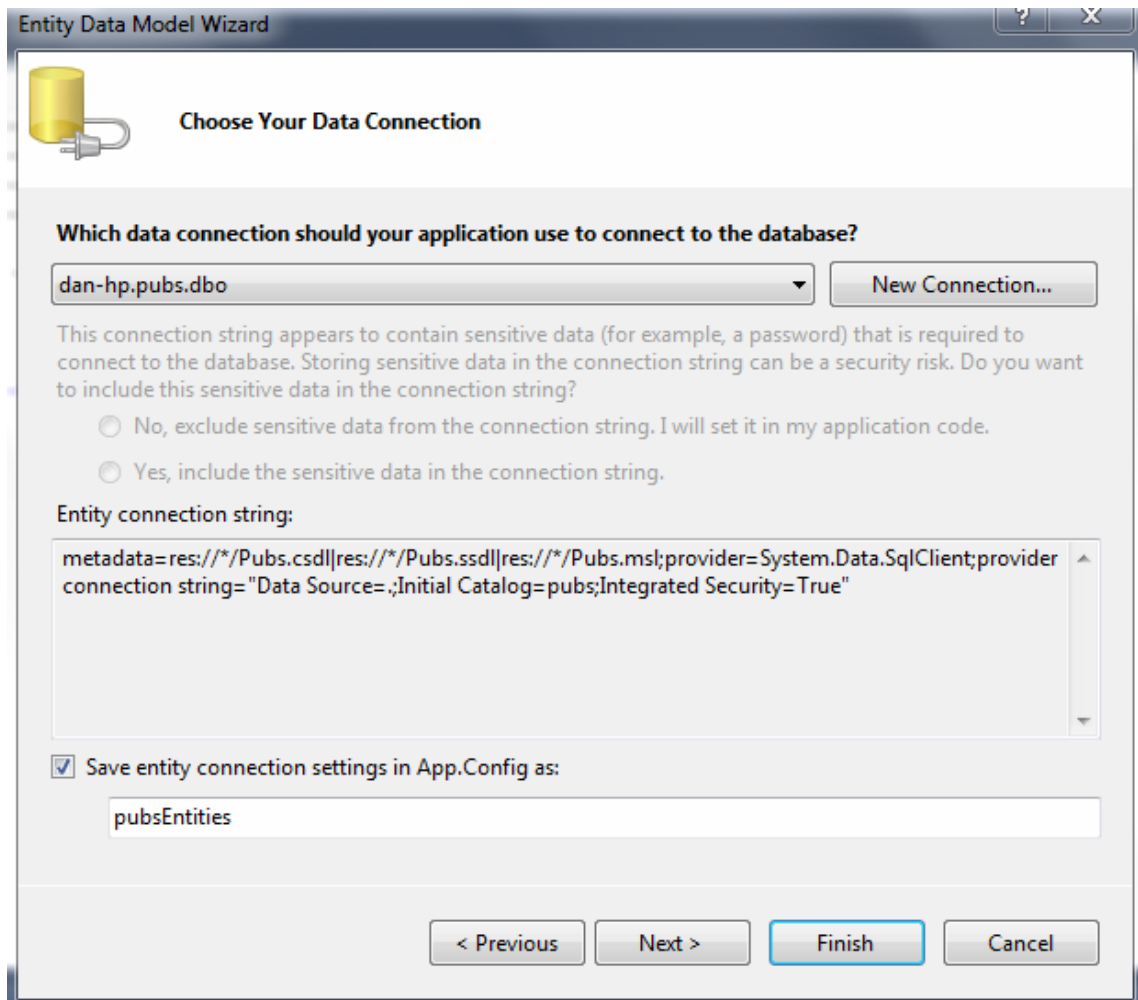 Entity Data Model Wizard
?
X
Choose Your Data Connection
Which data connection should your application use to connect to the database?
dan-hp.pubs.dbo
New Connection...
This connection string appears to contain sensitive data (for example, a password) that is required to
connect to the database. Storing sensitive data in the connection string can be a security risk. Do you want
to include this sensitive data in the connection string?
No, exclude sensitive data from the connection string. I will set it in my application code.
Yes, include the sensitive data in the connection string.
Entity connection string:
metadata=res://*/Pubs.csdl|res://*/Pubs.ssdl|res://*/Pubs.msl;provider=System.Data.SqlClient;provider
connection string="Data Source=.;Initial Catalog=pubs;Integrated Security=True"
Save entity connection settings in App.Config as:
pubsEntities
< Previous
Next >
Finish
Cancel